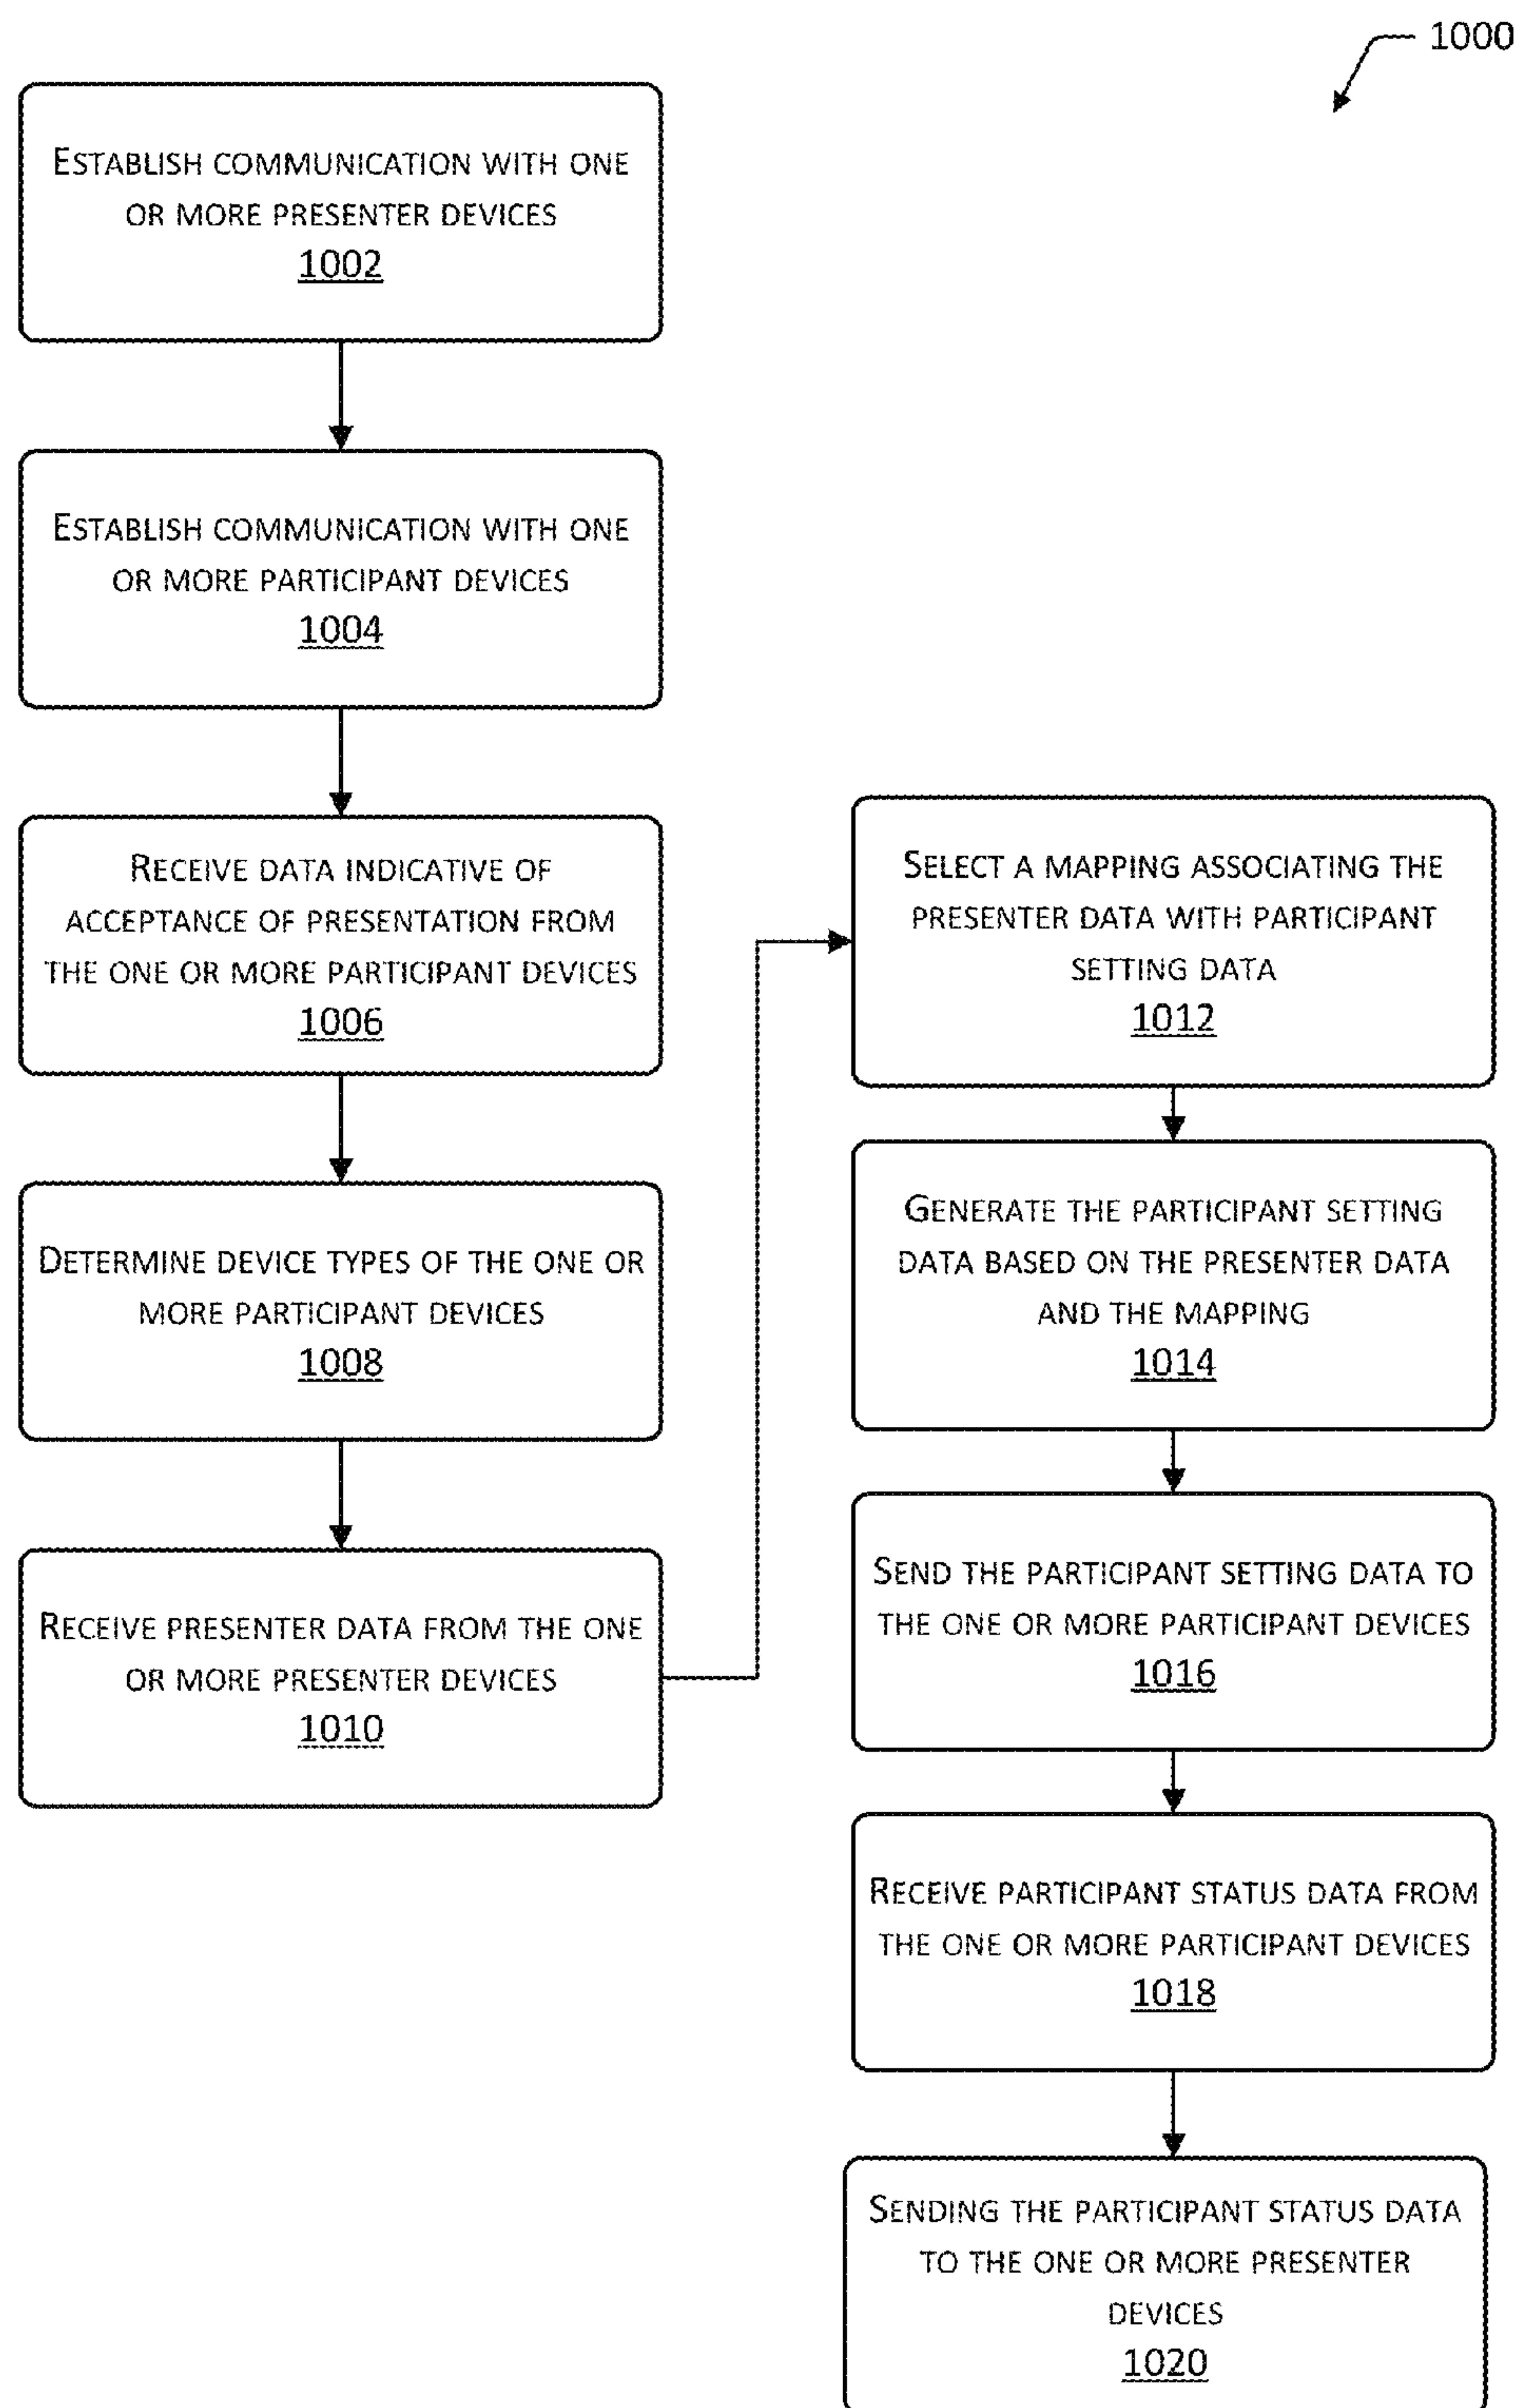 1000
ESTABLISH COMMUNICATION WITH ONE
OR MORE PRESENTER DEVICES
1002
ESTABLISH COMMUNICATION WITH ONE
OR MORE PARTICIPANT DEVICES
1004
RECEIVE DATA INDICATIVE OF
ACCEPTANCE OF PRESENTATION FROM
THE ONE OR MORE PARTICIPANT DEVICES
1006
DETERMINE DEVICE TYPES OF THE ONE OR
MORE PARTICIPANT DEVICES
1008
RECEIVE PRESENTER DATA FROM THE ONE
OR MORE PRESENTER DEVICES
1010
SELECT A MAPPING ASSOCIATING THE
PRESENTER DATA WITH PARTICIPANT
SETTING DATA
1012
GENERATE THE PARTICIPANT SETTING
DATA BASED ON THE PRESENTER DATA
AND THE MAPPING
1014
SEND THE PARTICIPANT SETTING DATA TO
THE ONE OR MORE PARTICIPANT DEVICES
1016
RECEIVE PARTICIPANT STATUS DATA FROM
THE ONE OR MORE PARTICIPANT DEVICES
1018
SENDING THE PARTICIPANT STATUS DATA
TO THE ONE OR MORE PRESENTER
DEVICES
1020